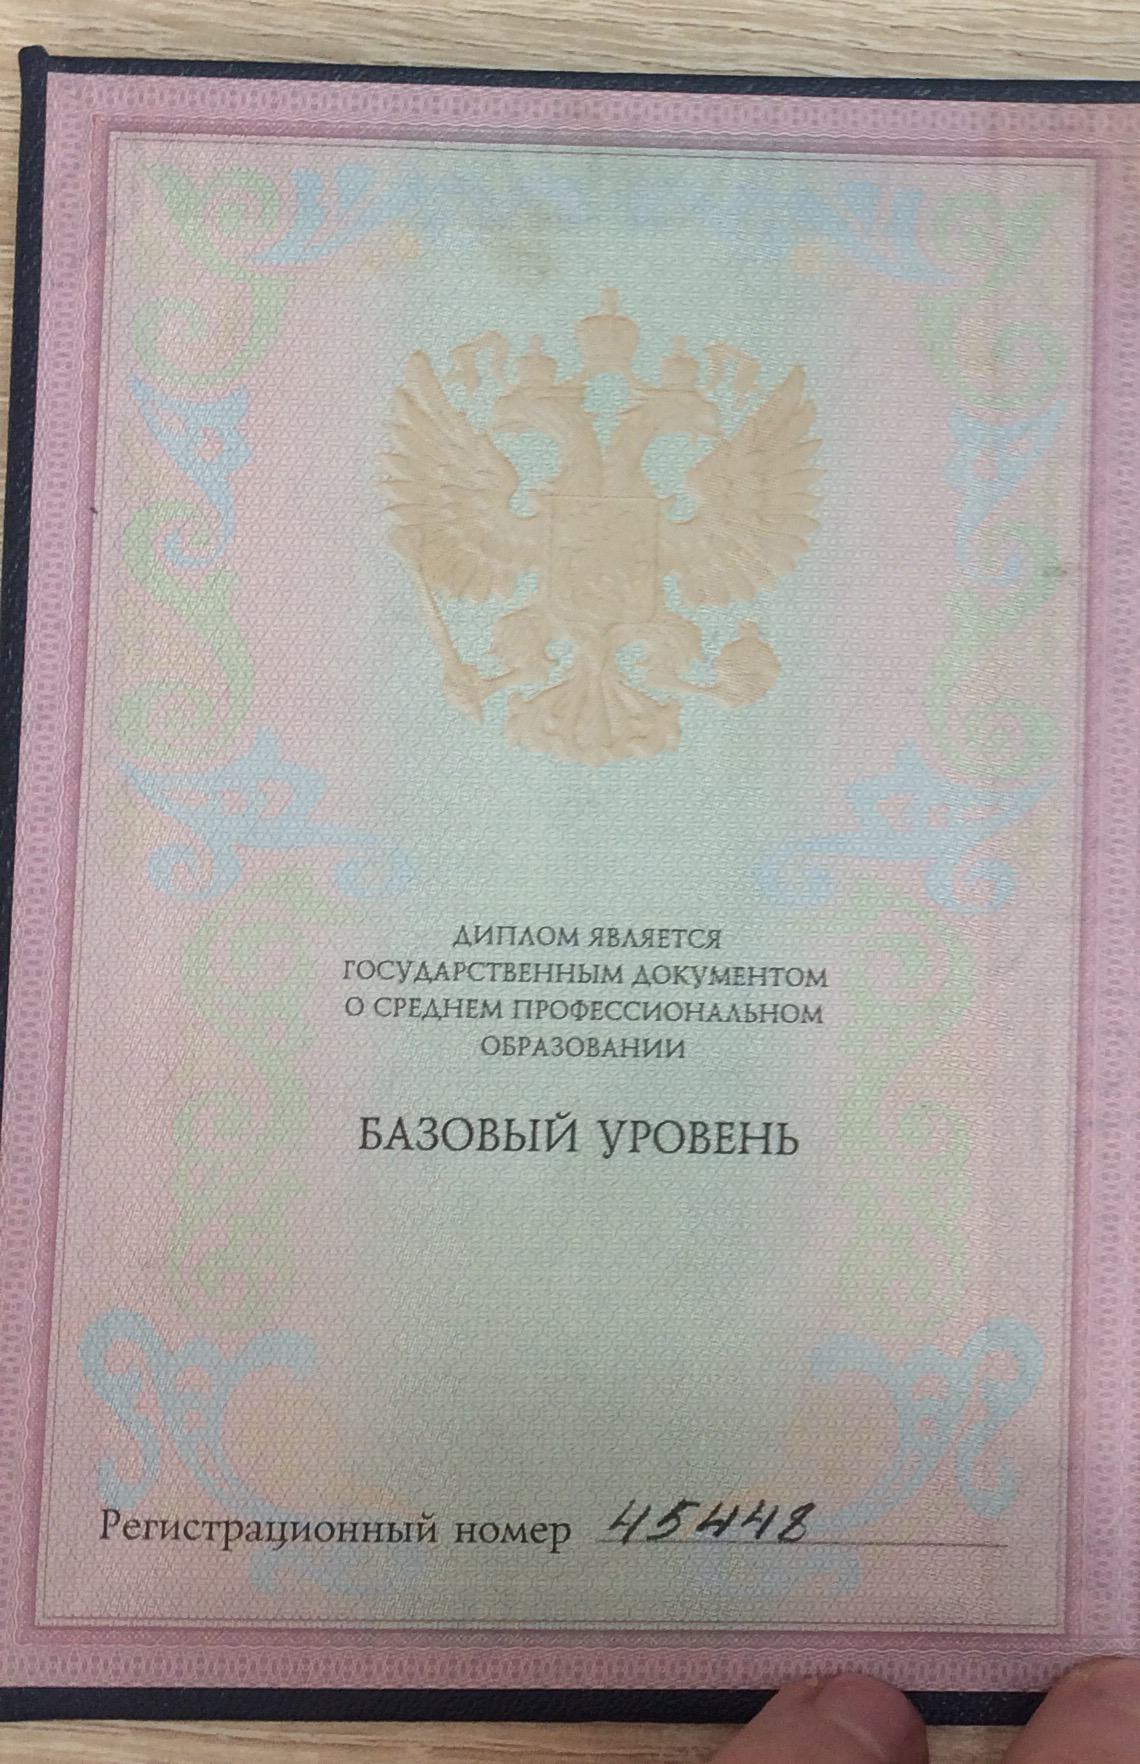 ДИПЛОМ ЯВЛЯЕТСЯ
ГОСУДАРСТВЕННЫМ ДОКУМЕНТОМ
О СРЕДНЕМ ПРОФЕССИОНАЛЬНОМ
ОБРАЗОВАНИИ
БАЗОВЫЙ УРОВЕНЬ
Регистрационный номер 45448